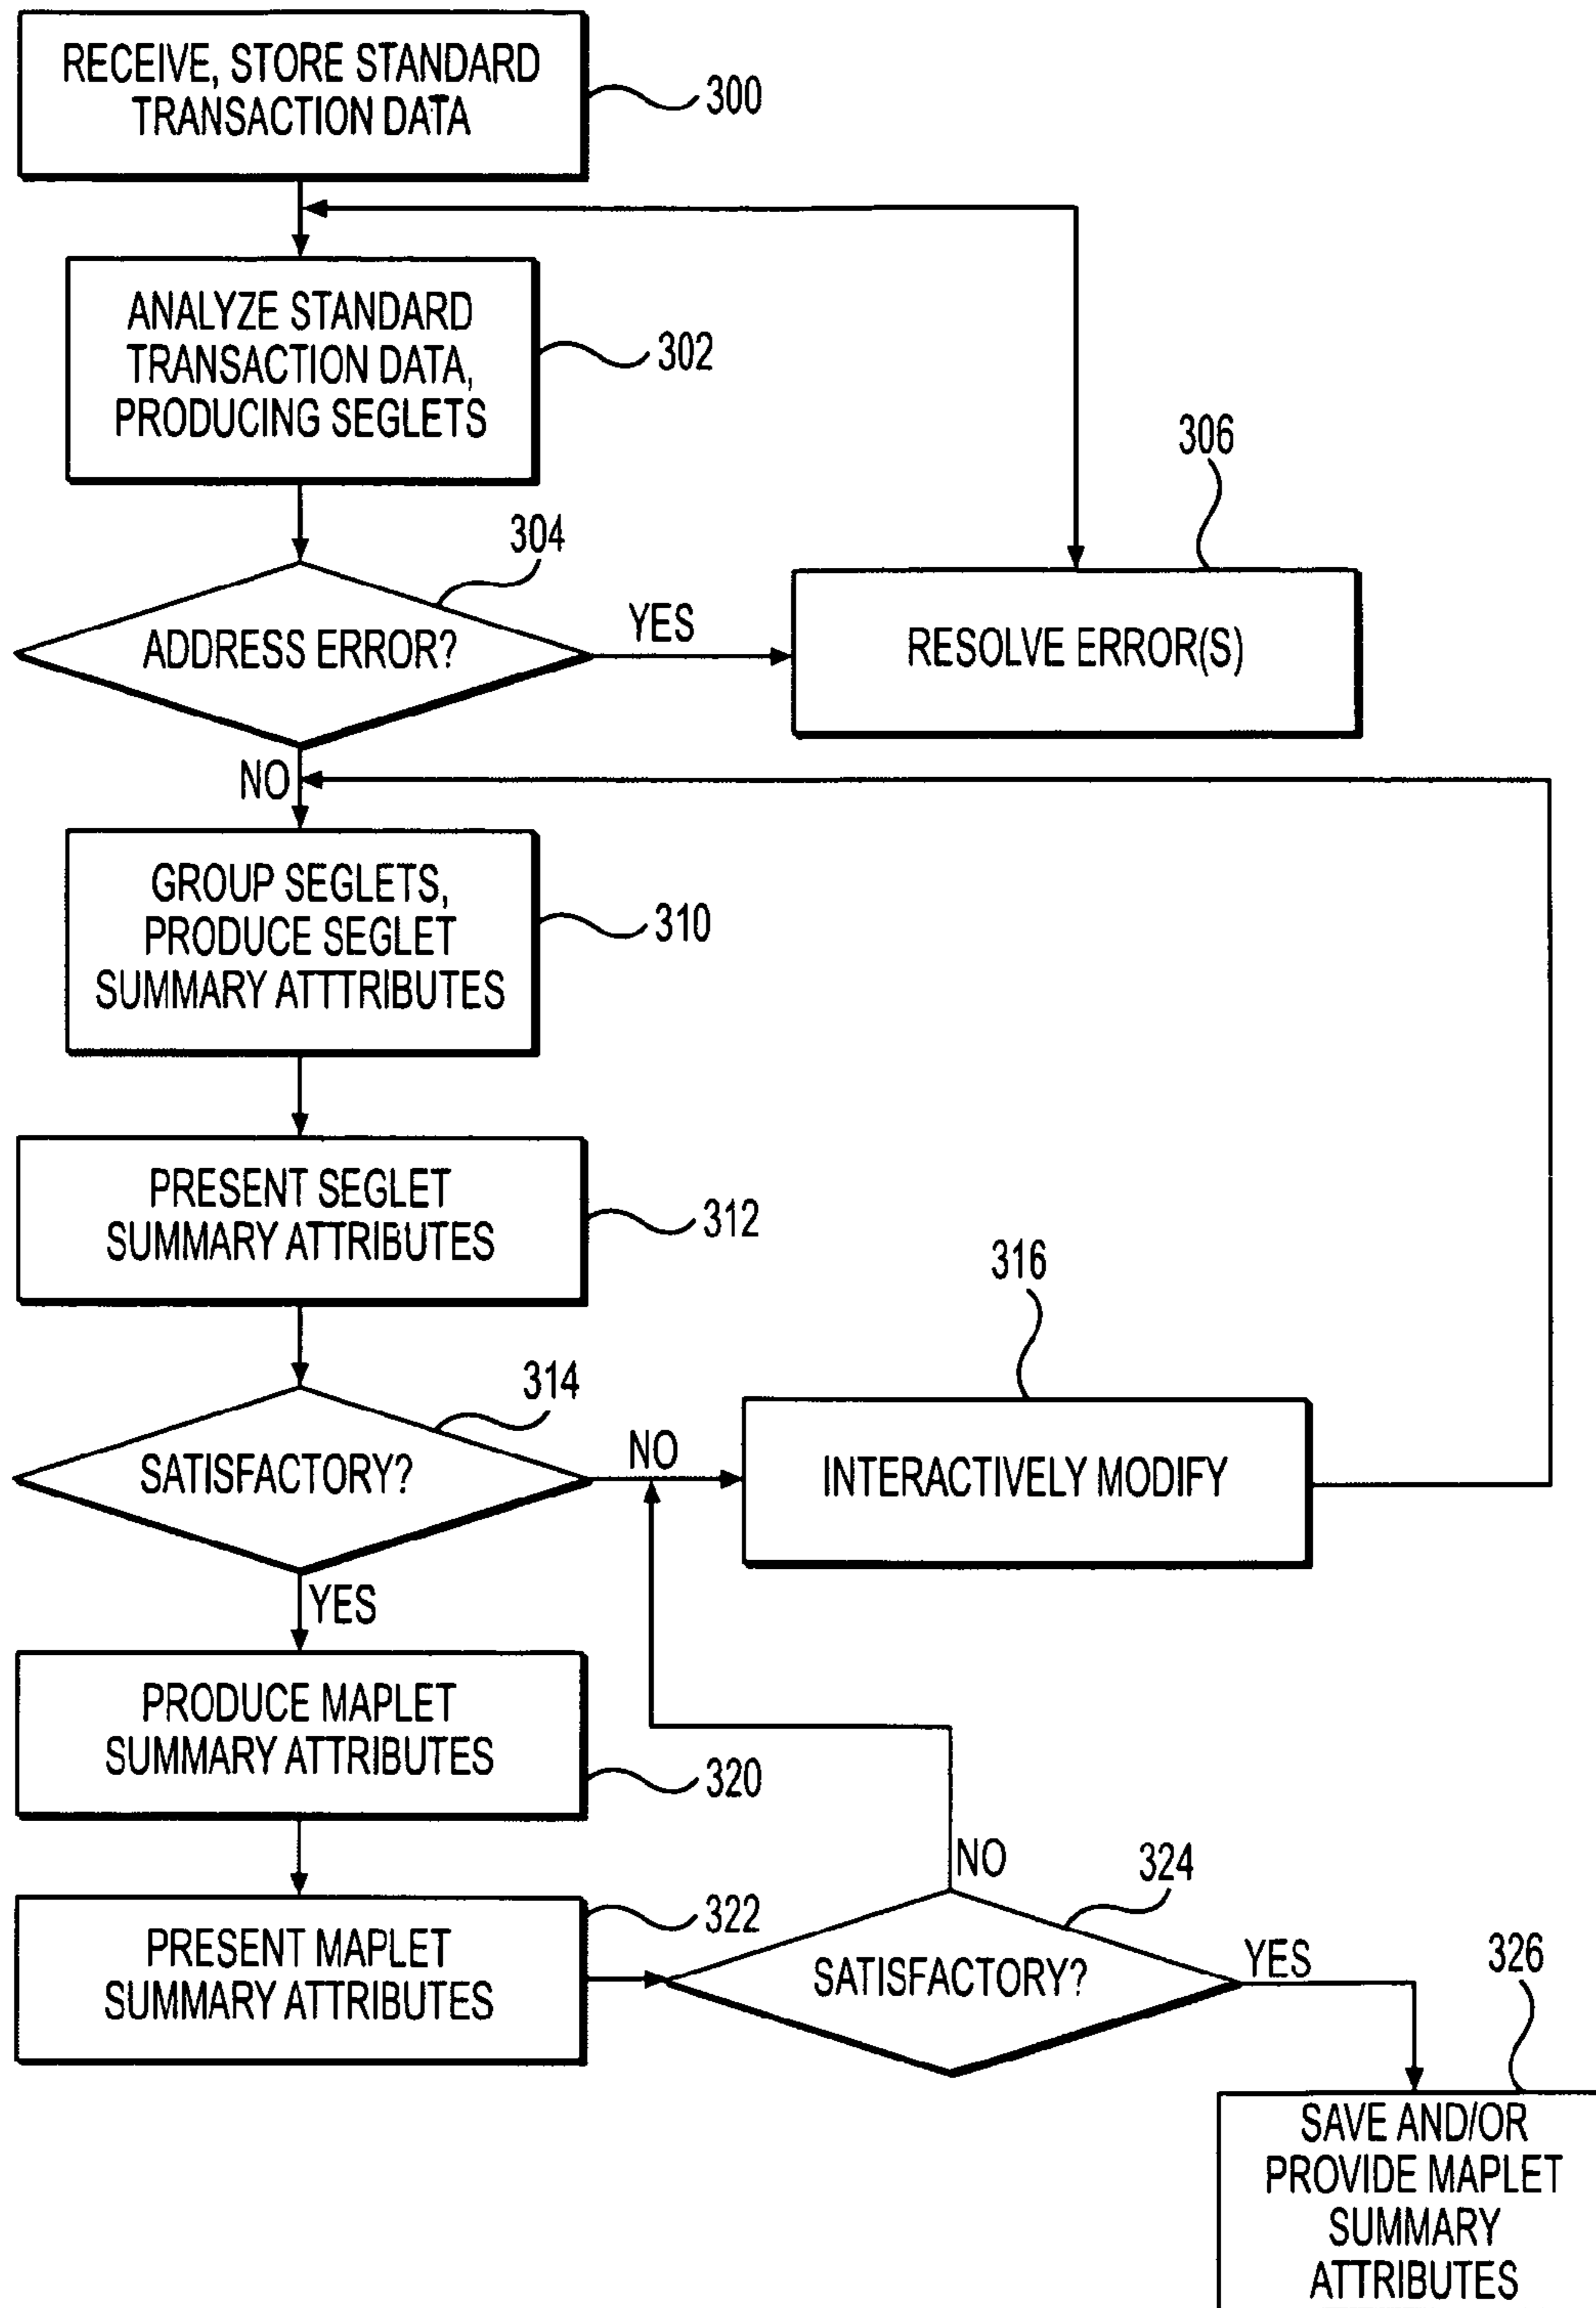 RECEIVE, STORE STANDARD
TRANSACTION DATA
300
ANALYZE STANDARD
TRANSACTION DATA,
PRODUCING SEGLETS
302
304
ADDRESS ERROR?
YES
306
RESOLVE ERROR(S)
NO
GROUP SEGLETS,
PRODUCE SEGLET
SUMMARY ATTTRIBUTES
310
PRESENT SEGLET
SUMMARY ATTRIBUTES
312
314
SATISFACTORY?
NO
316
INTERACTIVELY MODIFY
YES
PRODUCE MAPLET
SUMMARY ATTRIBUTES
320
PRESENT MAPLET
SUMMARY ATTRIBUTES
322
NO
324
SATISFACTORY?
YES
326
SAVE AND/OR
PROVIDE MAPLET
SUMMARY
ATTRIBUTES